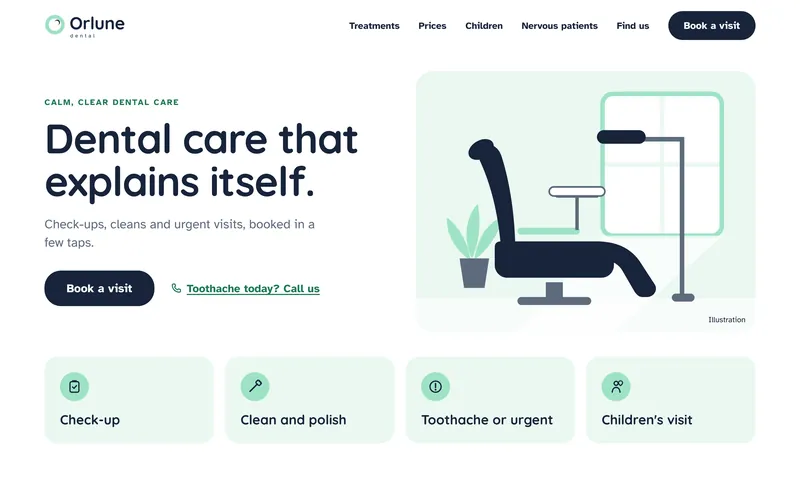 Orlune
dental
Treatments
Prices
Children
Nervous patients
Find us
Book a visit
CALM, CLEAR DENTAL CARE
Dental care that
explains itself.
Check-ups, cleans and urgent visits, booked in a
few taps.
Book a visit
Toothache today? Call us
Illustration
Check-up
Clean and polish
Toothache or urgent
Children's visit